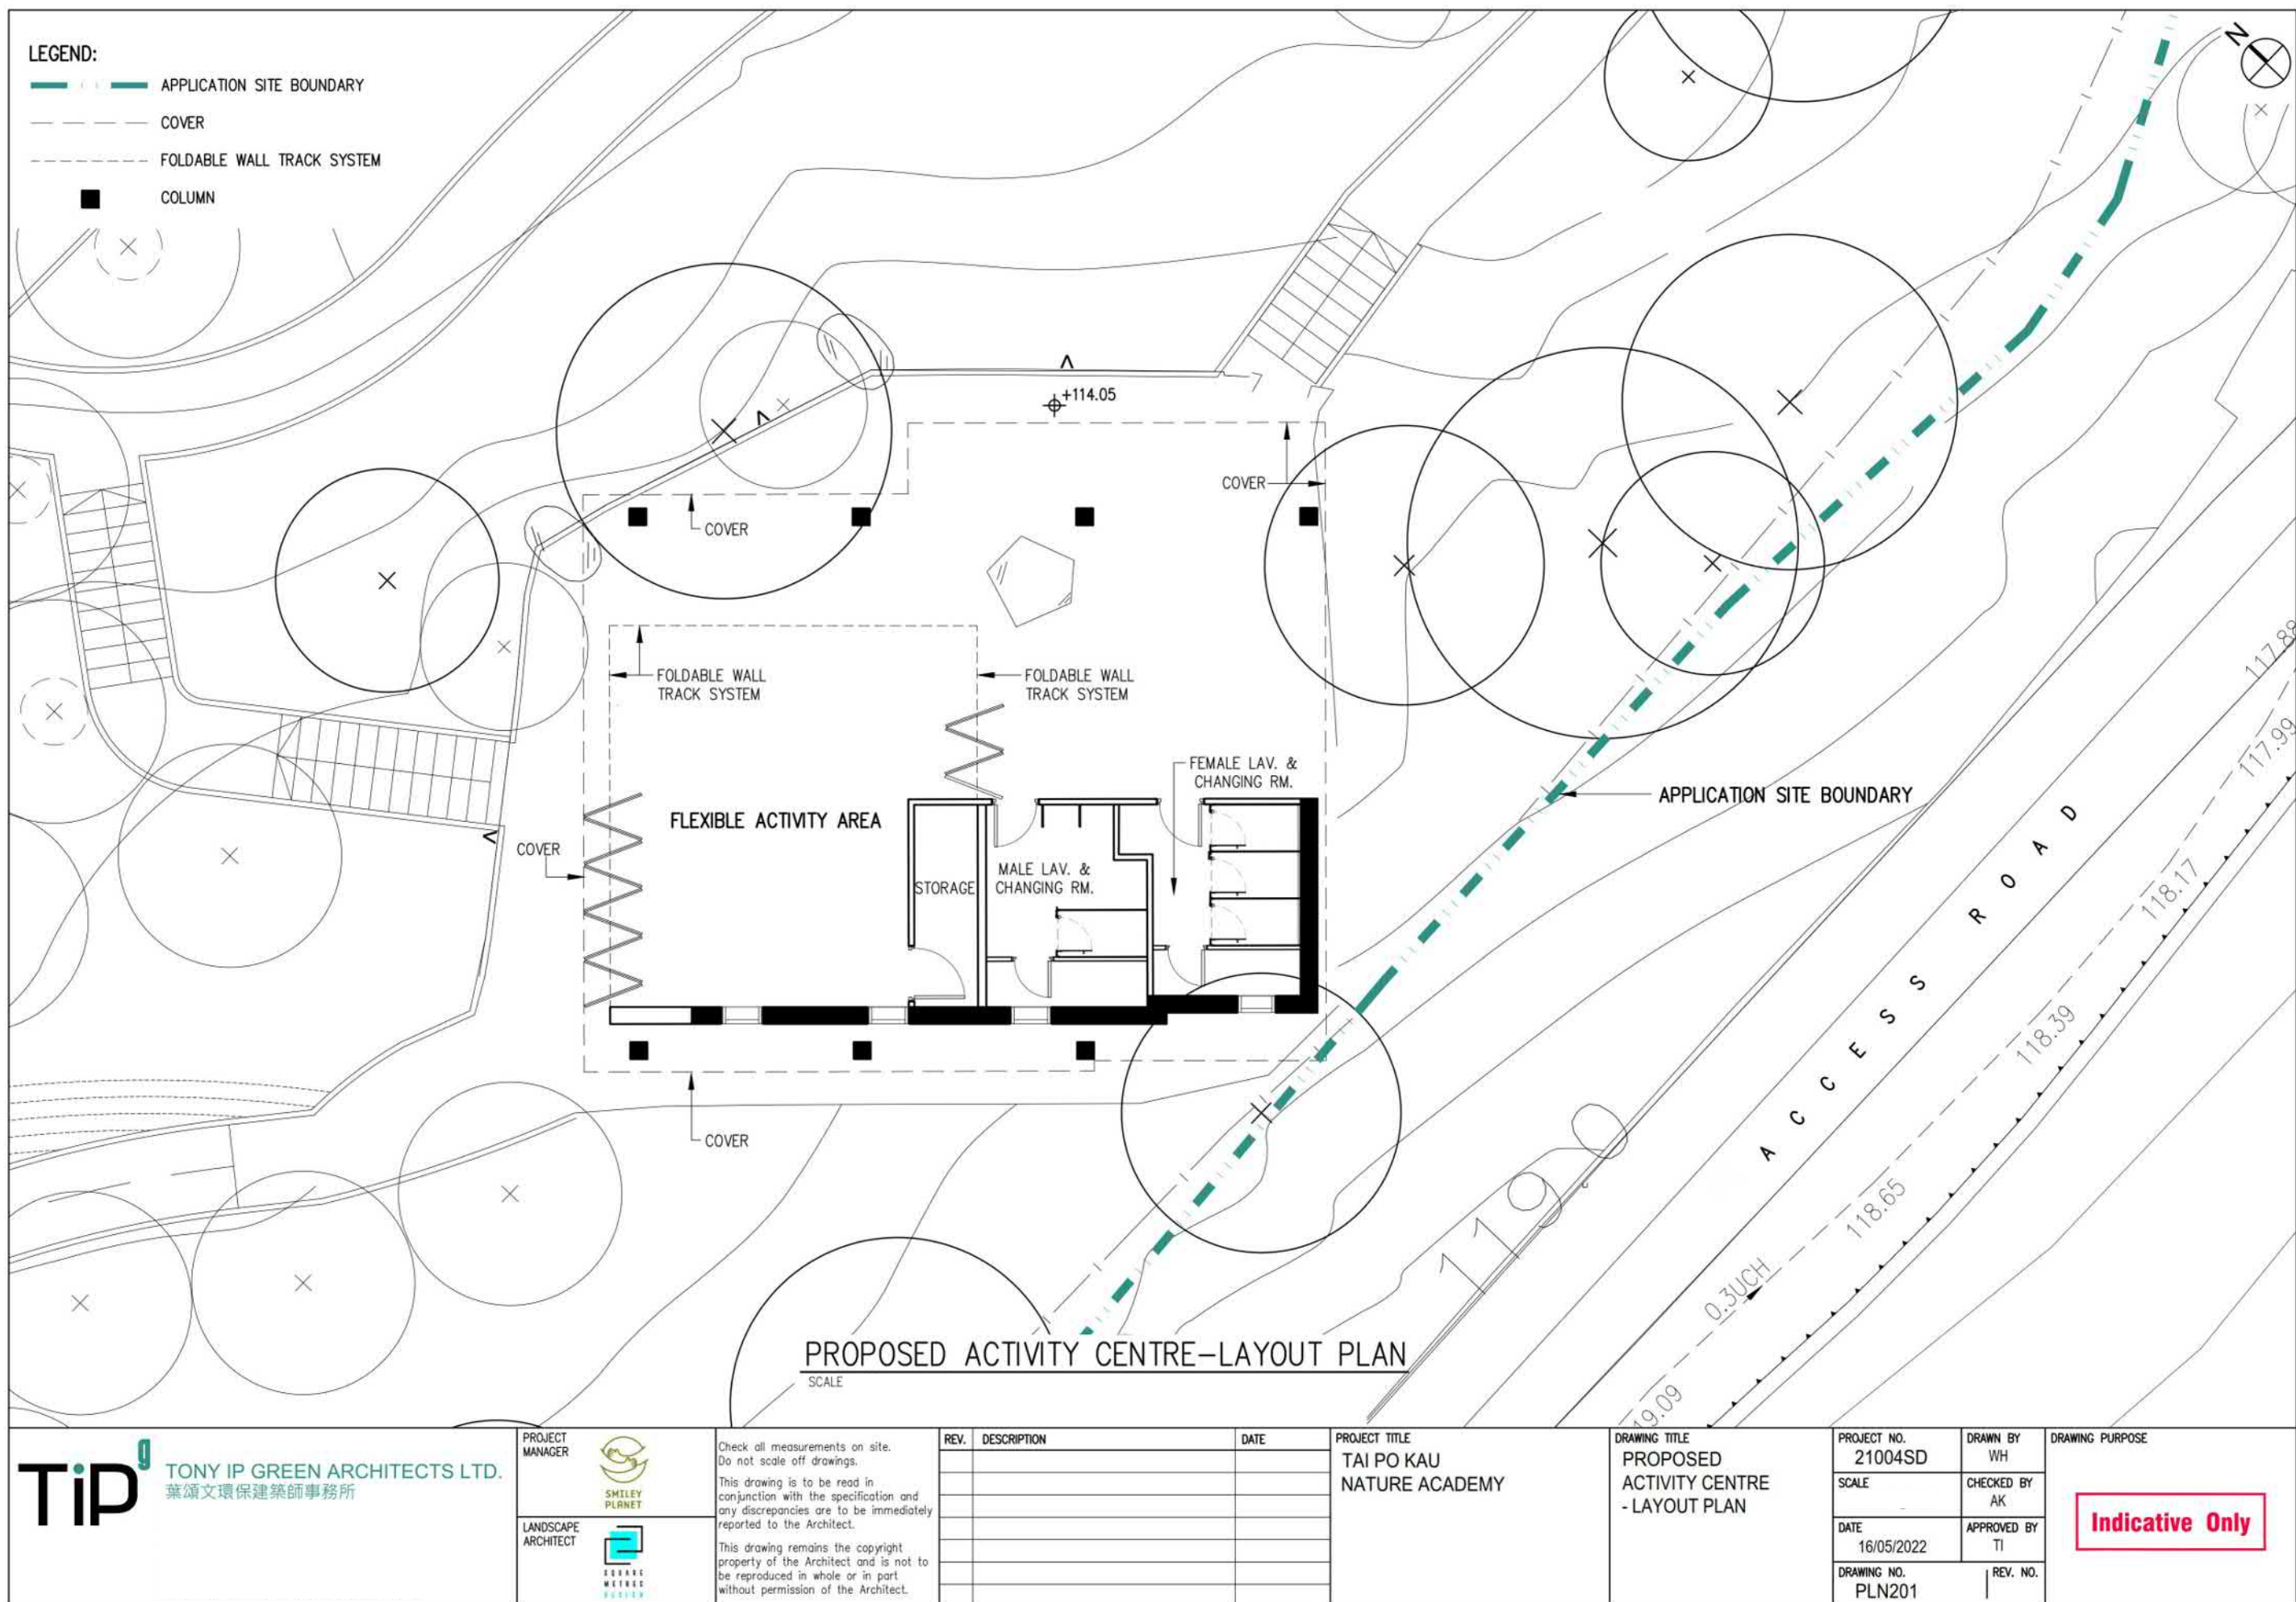 LEGEND:
APPLICATION SITE BOUNDARY
COVER
FOLDABLE WALL TRACK SYSTEM
COLUMN
N
+114.05
COVER
COVER
FOLDABLE WALL
TRACK SYSTEM
FOLDABLE WALL
TRACK SYSTEM
FEMALE LAV. &
CHANGING RM.
APPLICATION SITE BOUNDARY
FLEXIBLE ACTIVITY AREA
COVER
STORAGE
MALE LAV. &
CHANGING RM.
COVER
ACCESS ROAD
117.88
117.99
118.17
118.39
118.65
0.3UCH
19.09
PROPOSED ACTIVITY CENTRE-LAYOUT PLAN
SCALE
TiPg
TONY IP GREEN ARCHITECTS LTD.
葉頌文環保建築師事務所
PROJECT
MANAGER
SMILEY
PLANET
LANDSCAPE
ARCHITECT
SQUARE
METRES
DESIGN
Check all measurements on site.
Do not scale off drawings.
This drawing is to be read in
conjunction with the specification and
any discrepancies are to be immediately
reported to the Architect.
This drawing remains the copyright
property of the Architect and is not to
be reproduced in whole or in part
without permission of the Architect.
REV. DESCRIPTION DATE
PROJECT TITLE
TAI PO KAU
NATURE ACADEMY
DRAWING TITLE
PROPOSED
ACTIVITY CENTRE
- LAYOUT PLAN
PROJECT NO.
21004SD
DRAWN BY
WH
SCALE
-
CHECKED BY
AK
DATE
16/05/2022
APPROVED BY
TI
DRAWING NO.
PLN201
REV. NO.
DRAWING PURPOSE
Indicative Only